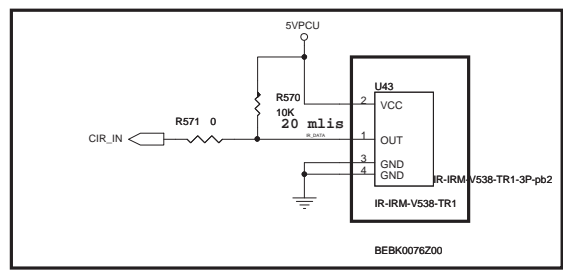 5VPCU
U43
R570
10K
2 VCC
R571 0
20 mlis
CIR_IN
IR_DATA
1 OUT
3 GND
4 GND
IR-IRM-V538-TR1-3P-pb2
IR-IRM-V538-TR1
BEBK0076Z00